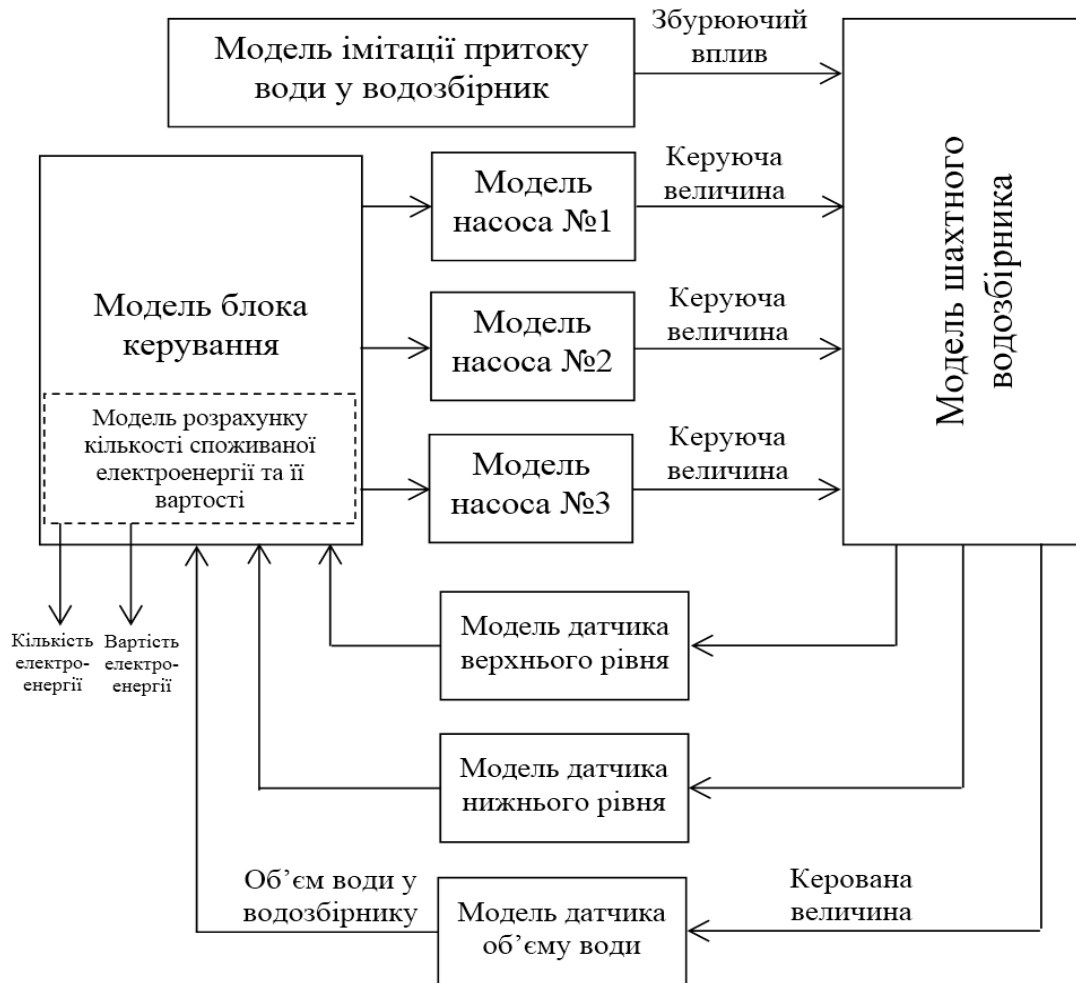 Модель імітації притоку
води у водозбірник
Збурюючий
вплив
Модель шахтного
водозбірника
Модель блока
керування
Модель розрахунку
кількості споживаної
електроенергії та її
вартості
Модель
насоса №1
Керуюча
величина
Модель
насоса №2
Керуюча
величина
Модель
насоса №3
Керуюча
величина
Кількість
електро-
енергії
Вартість
електро-
енергії
Модель датчика
верхнього рівня
Модель датчика
нижнього рівня
Об’єм води у
водозбірнику
Модель датчика
об’єму води
Керована
величина